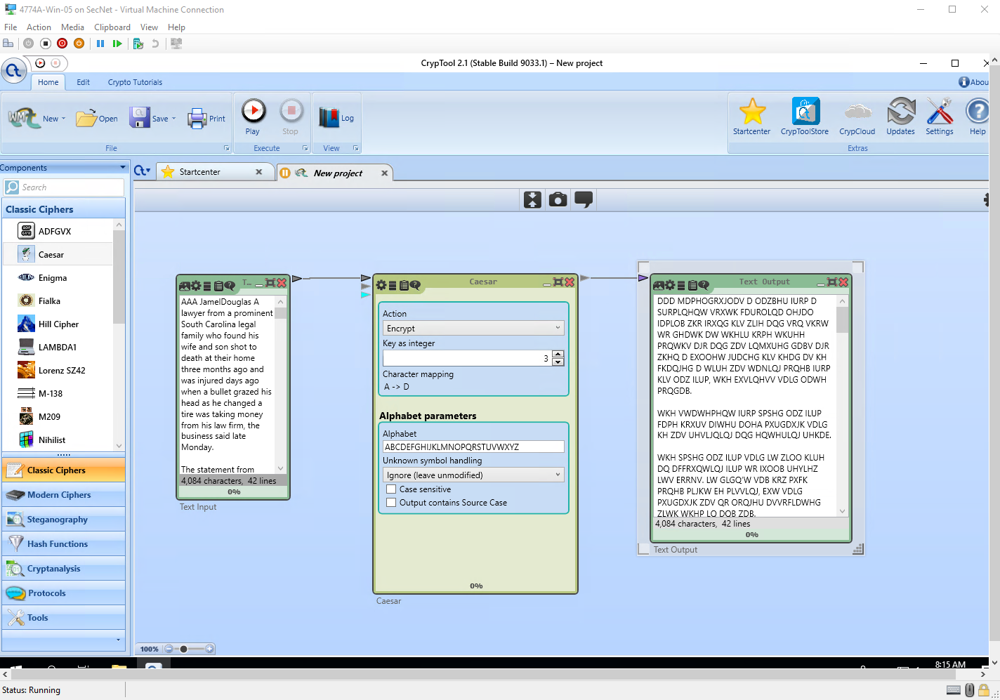 4774A-Win-05 on SecNet - Virtual Machine Connection
File Action Media Clipboard View Help
CrypTool 2.1 (Stable Build 9033.1) – New project
Home Edit Crypto Tutorials
Abou
New Open Save Print
Play Stop
Log
Startcenter CrypToolStore CrypCloud Updates Settings Help
File Execute View Extras
Components
Startcenter
New project
Search
Classic Ciphers
ADFGVX
Caesar
Enigma
Fialka
Hill Cipher
LAMBDA1
Lorenz SZ42
M-138
M209
Nihilist
Classic Ciphers
Modern Ciphers
Steganography
Hash Functions
Cryptanalysis
Protocols
Tools
T...
AAA JamelDouglas A
lawyer from a prominent
South Carolina legal
family who found his
wife and son shot to
death at their home
three months ago and
was injured days ago
when a bullet grazed his
head as he changed a
tire was taking money
from his law firm, the
business said late
Monday.
The statement from
4,084 characters, 42 lines
0%
Text Input
Caesar
Action
Encrypt
Key as integer
3
Character mapping
A -> D
Alphabet parameters
Alphabet
ABCDEFGHIJKLMNOPQRSTUVWXYZ
Unknown symbol handling
Ignore (leave unmodified)
Case sensitive
Output contains Source Case
0%
Caesar
Text Output
DDD MDPHOGRXJODV D ODZBHU IURP D
SURPLQHQW VRXWK FDUROLQD OHJDO
IDPLOB ZKR IRXQG KLV ZLIH DQG VRQ VKRW
WR GHDWK DW WKHLU KRPH WKUHH
PRQWKV DJR DQG ZDV LQMXUHG GDBV DJR
ZKHQ D EXOOHW JUDCHG KLV KHDG DV KH
FKDQJHG D WLUH ZDV WDNLQJ PRQHB IURP
KLV ODZ ILUP, WKH EXVLQHVV VDLG ODWH
PRQGDB.
WKH VWDWHPHQW IURP SPSHG ODZ ILUP
FDPH KRXUV DIWHU DOHA PXUGDXJK VDLG
KH ZDV UHVLJQLQJ DQG HQWHULQJ UHKDE.
WKH SPSHG ODZ ILUP VDLG LW ZLOO KLUH
DQ DFFRXQWLQJ ILUP WR IXOOB UHYLHZ
LWV ERRNV. LW GLGQ'W VDB KRZ PXFK
PRQHB PLJKW EH PLVVLQJ, EXW VDLG
PXUGDXJK ZDV QR ORQJHU DVVRFLDWHG
ZLWK WKHP LQ DQB ZDB.
4,084 characters, 42 lines
0%
Text Output
100%
8:15 AM
Status: Running